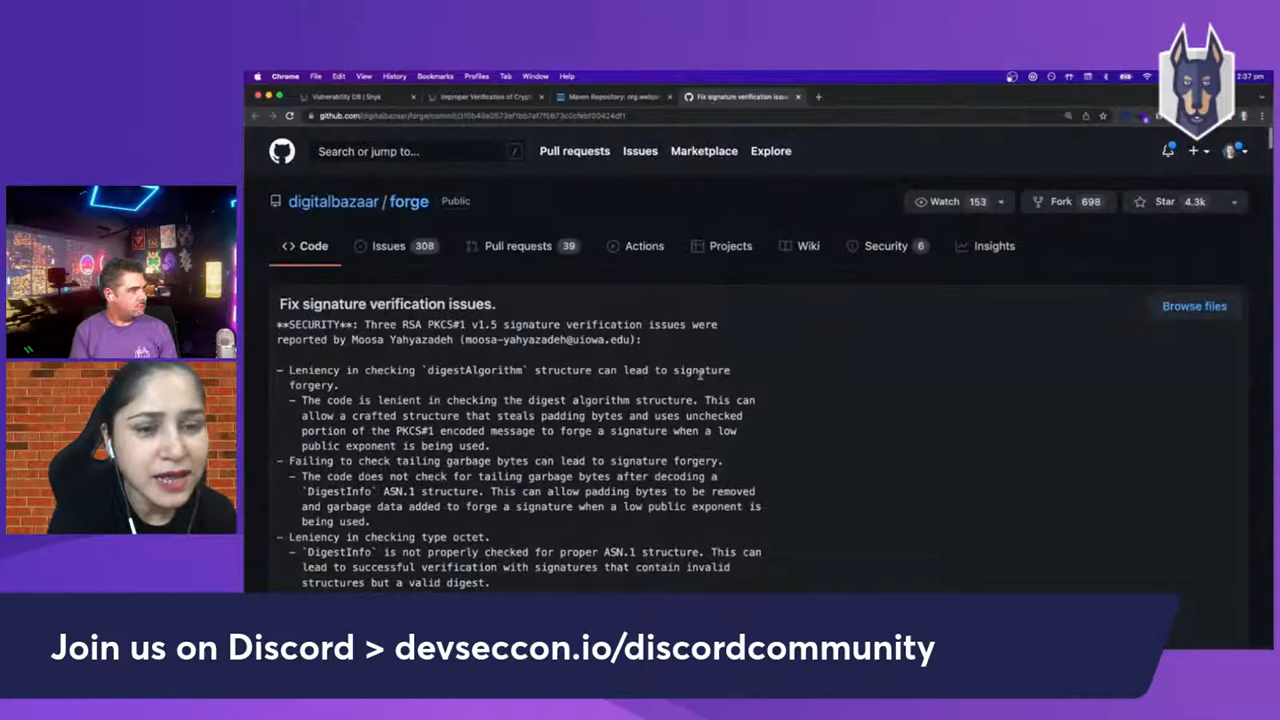 Chrome File Edit View History Bookmarks Profiles Tab Window Help
2:37 pm
Vulnerability DB | Snyk
Improper Verification of Crypt
Maven Repository: org.webja
Fix signature verification issue
Search or jump to...
/
Pull requests Issues Marketplace Explore
digitalbazaar / forge Public
Watch 153 Fork 698 Star 4.3k
<> Code Issues 308 Pull requests 39 Actions Projects Wiki Security 6 Insights
Fix signature verification issues.
Browse files
**SECURITY**: Three RSA PKCS#1 v1.5 signature verification issues were
reported by Moosa Yahyazadeh (moosa-yahyazadeh@uiowa.edu):
- Leniency in checking `digestAlgorithm` structure can lead to signature
forgery.
- The code is lenient in checking the digest algorithm structure. This can
allow a crafted structure that steals padding bytes and uses unchecked
portion of the PKCS#1 encoded message to forge a signature when a low
public exponent is being used.
- Failing to check tailing garbage bytes can lead to signature forgery.
- The code does not check for tailing garbage bytes after decoding a
`DigestInfo` ASN.1 structure. This can allow padding bytes to be removed
and garbage data added to forge a signature when a low public exponent is
being used.
- Leniency in checking type octet.
- `DigestInfo` is not properly checked for proper ASN.1 structure. This can
lead to successful verification with signatures that contain invalid
structures but a valid digest.
Join us on Discord > devseccon.io/discordcommunity